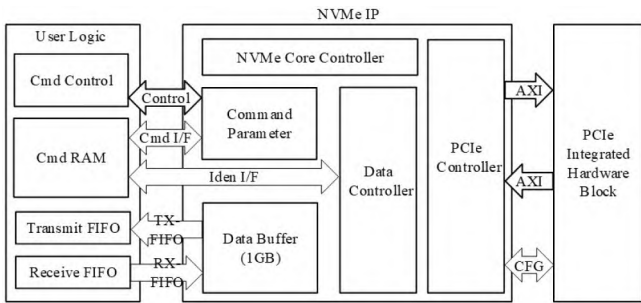 User Logic
NVMe IP
Cmd Control
NVMe Core Controller
Control
Command
Parameter
AXI
Cmd RAM
Cmd I/F
Iden I/F
Data
Controller
PCIe
Controller
PCIe
Integrated
Hardware
Block
AXI
Transmit FIFO
TX-
FIFO
Data Buffer
(1GB)
Receive FIFO
RX-
FIFO
CFG